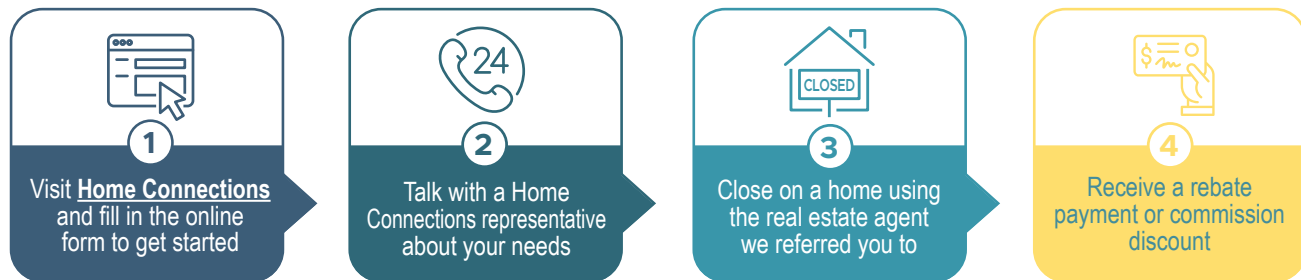 1
Visit Home Connections
and fill in the online
form to get started
24
2
Talk with a Home
Connections representative
about your needs
CLOSED
3
Close on a home using
the real estate agent
we referred you to
$
4
Receive a rebate
payment or commission
discount